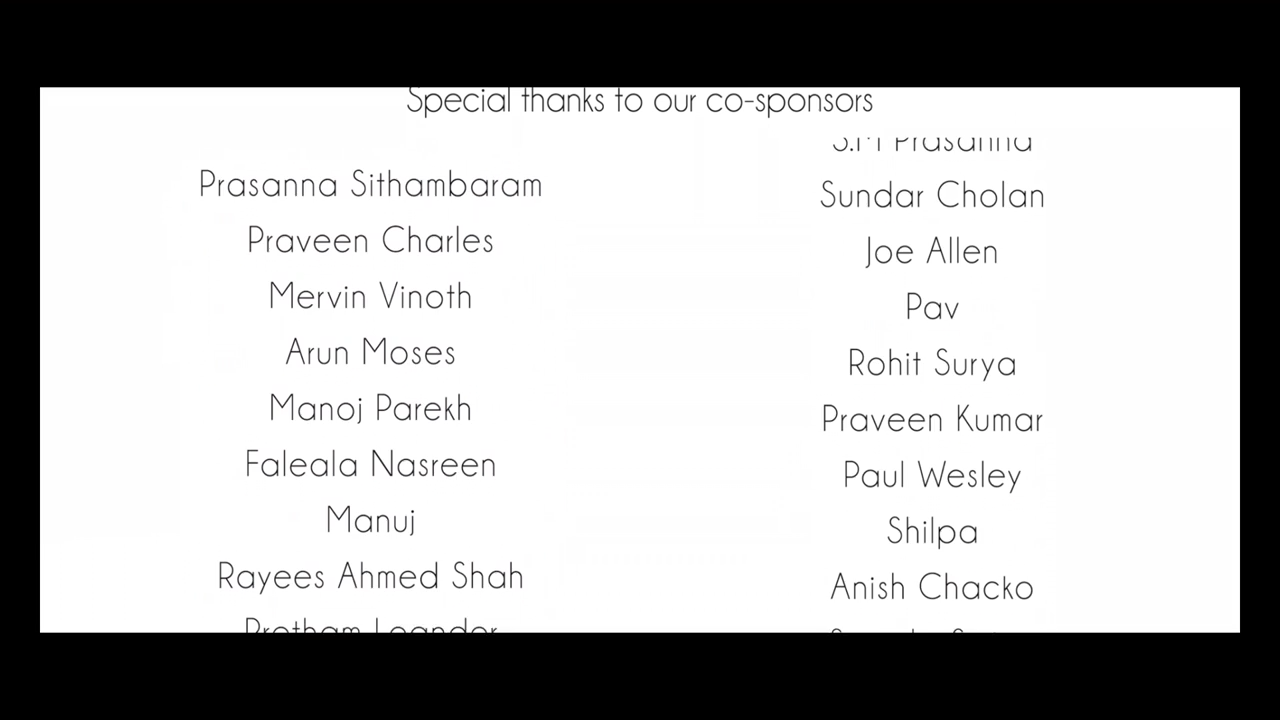 Special thanks to our co-sponsors
Prasanna Sithambaram
Praveen Charles
Mervin Vinoth
Arun Moses
Manoj Parekh
Faleala Nasreen
Manuj
Rayees Ahmed Shah
S.M Prasanna
Sundar Cholan
Joe Allen
Pav
Rohit Surya
Praveen Kumar
Paul Wesley
Shilpa
Anish Chacko